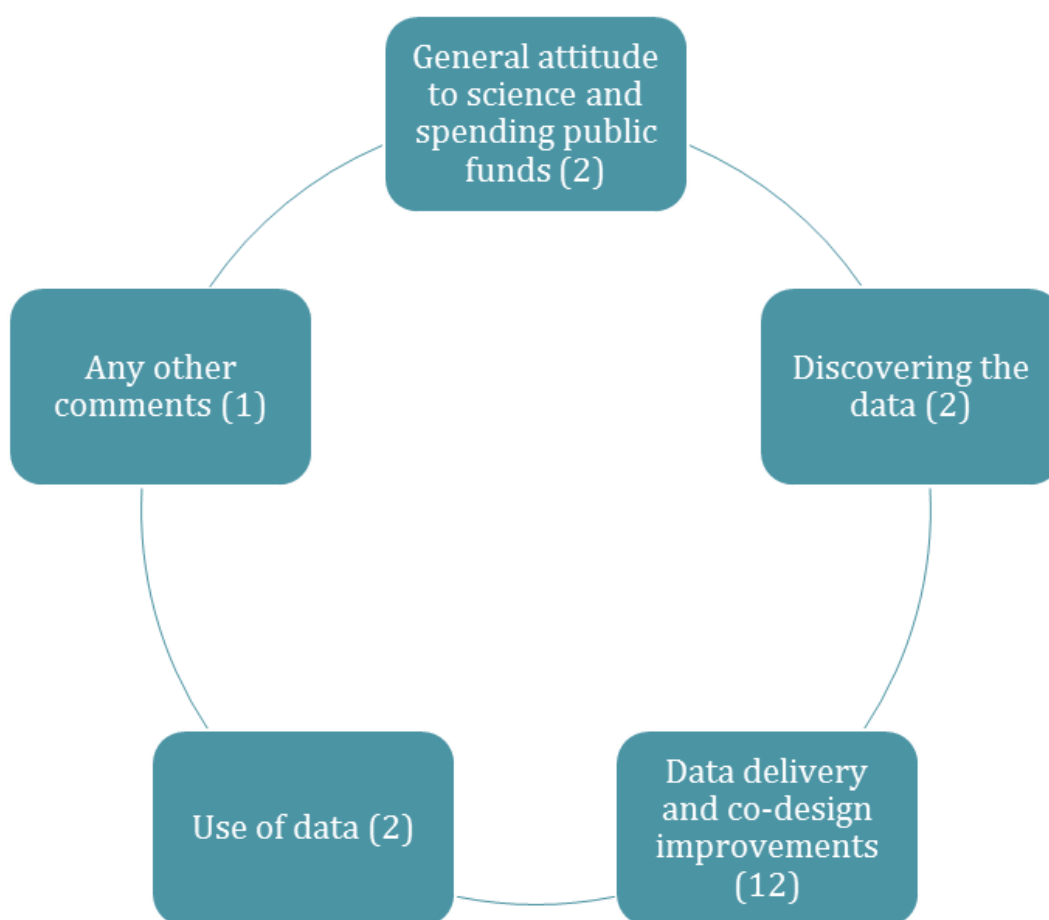 General attitude
to science and
spending public
funds (2)
Discovering the
data (2)
Data delivery
and co-design
improvements
(12)
Use of data (2)
Any other
comments (1)